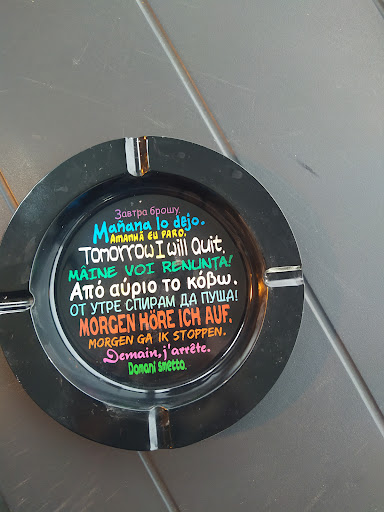 Завтра брошу.
Mañana lo dejo.
AMANHÃ EU PARO.
Tomorrow I will Quit.
MÂINE VOI RENUNȚA!
Από αύριο το κόβω.
ОТ УТРЕ СПИРАМ ДА ПУША!
MORGEN HÖRE ICH AUF.
MORGEN GA IK STOPPEN.
Demain, j'arrête.
Domani smetto.